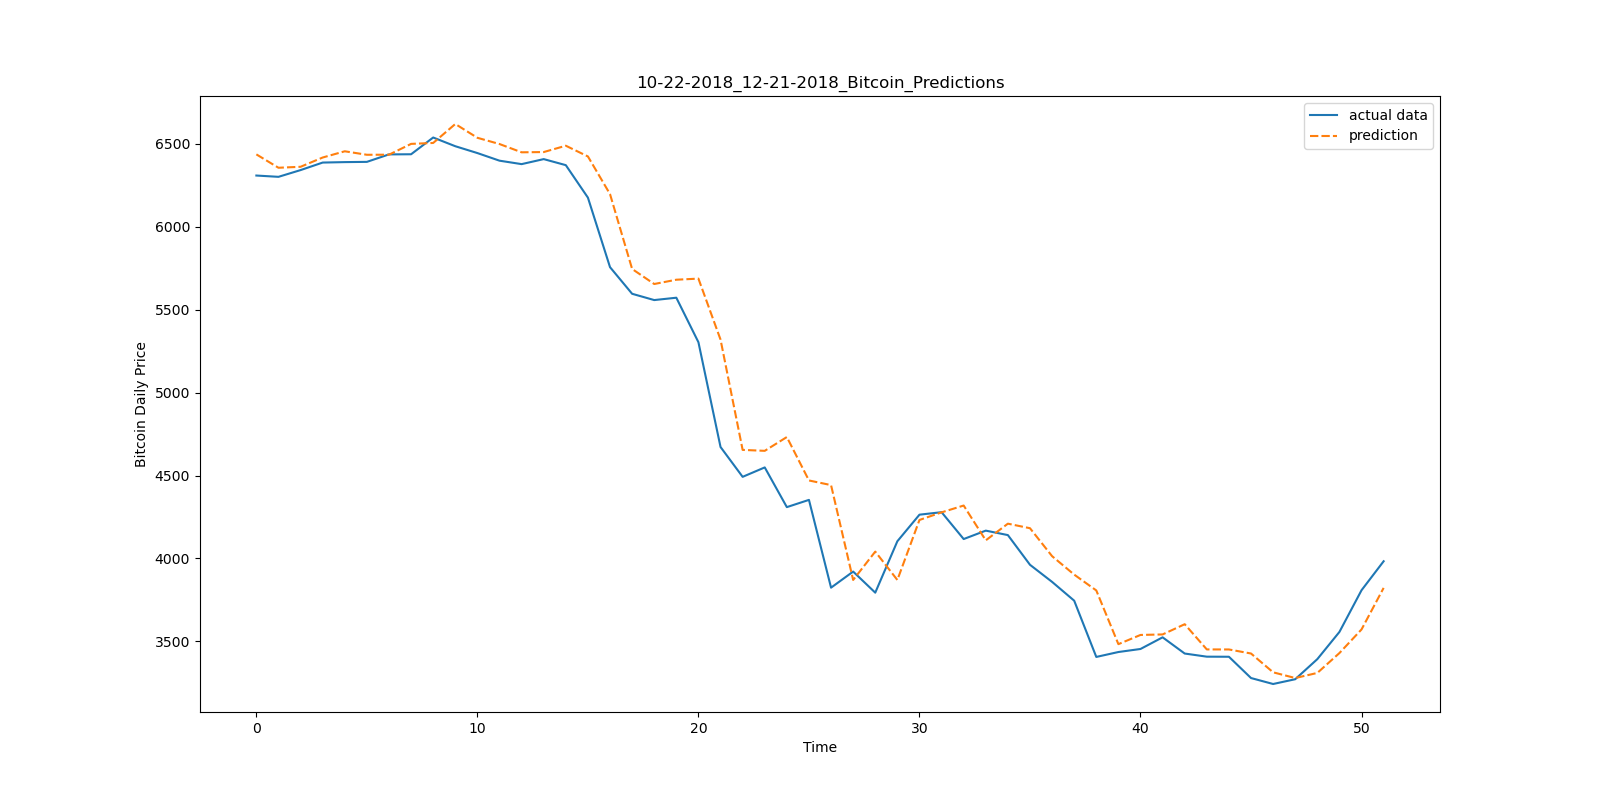 10-22-2018_12-21-2018_Bitcoin_Predictions
actual data
prediction
Bitcoin Daily Price
6500
6000
5500
5000
4500
4000
3500
0 10 20 30 40 50
Time